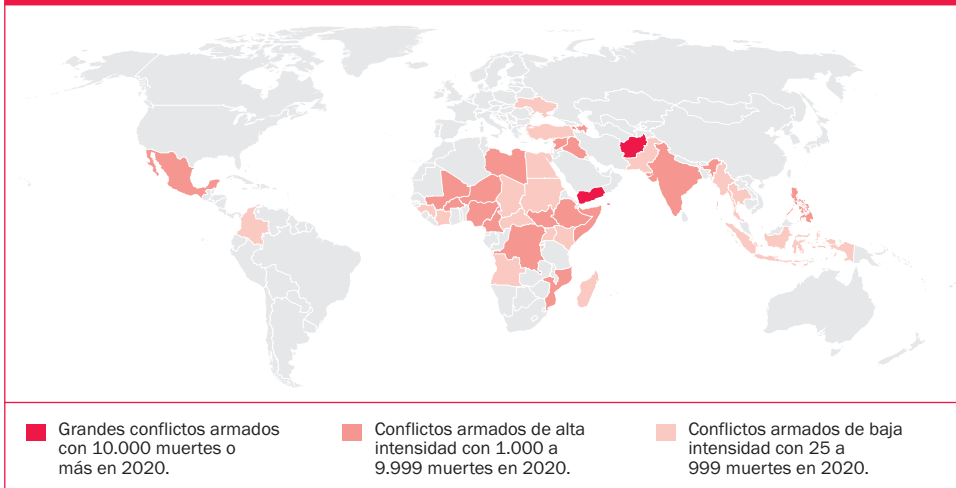 Grandes conflictos armados
con 10.000 muertes o
más en 2020.
Conflictos armados de alta
intensidad con 1.000 a
9.999 muertes en 2020.
Conflictos armados de baja
intensidad con 25 a
999 muertes en 2020.